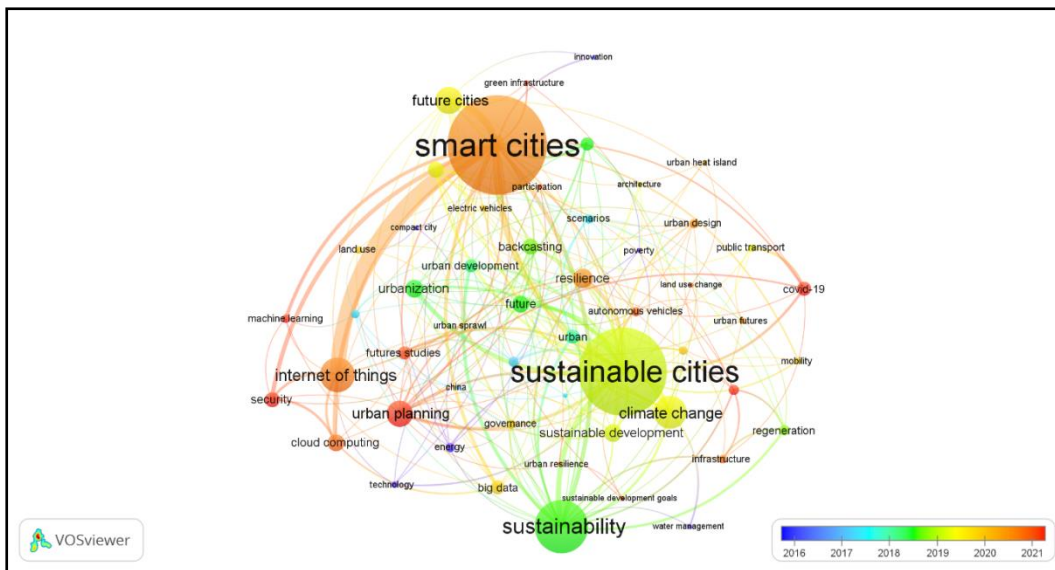 innovation
green infrastructure
future cities
smart cities
urban heat island
participation
architecture
electric vehicles
scenarios
compact city
urban design
land use
backcasting
poverty
public transport
urban development
resilience
urbanization
land use change
covid-19
future
autonomous vehicles
machine learning
urban sprawl
urban
urban futures
futures studies
mobility
internet of things
sustainable cities
china
security
urban planning
climate change
governance
sustainable development
regeneration
cloud computing
energy
infrastructure
urban resilience
technology
big data
sustainable development goals
sustainability
water management
VOSviewer
2016 2017 2018 2019 2020 2021